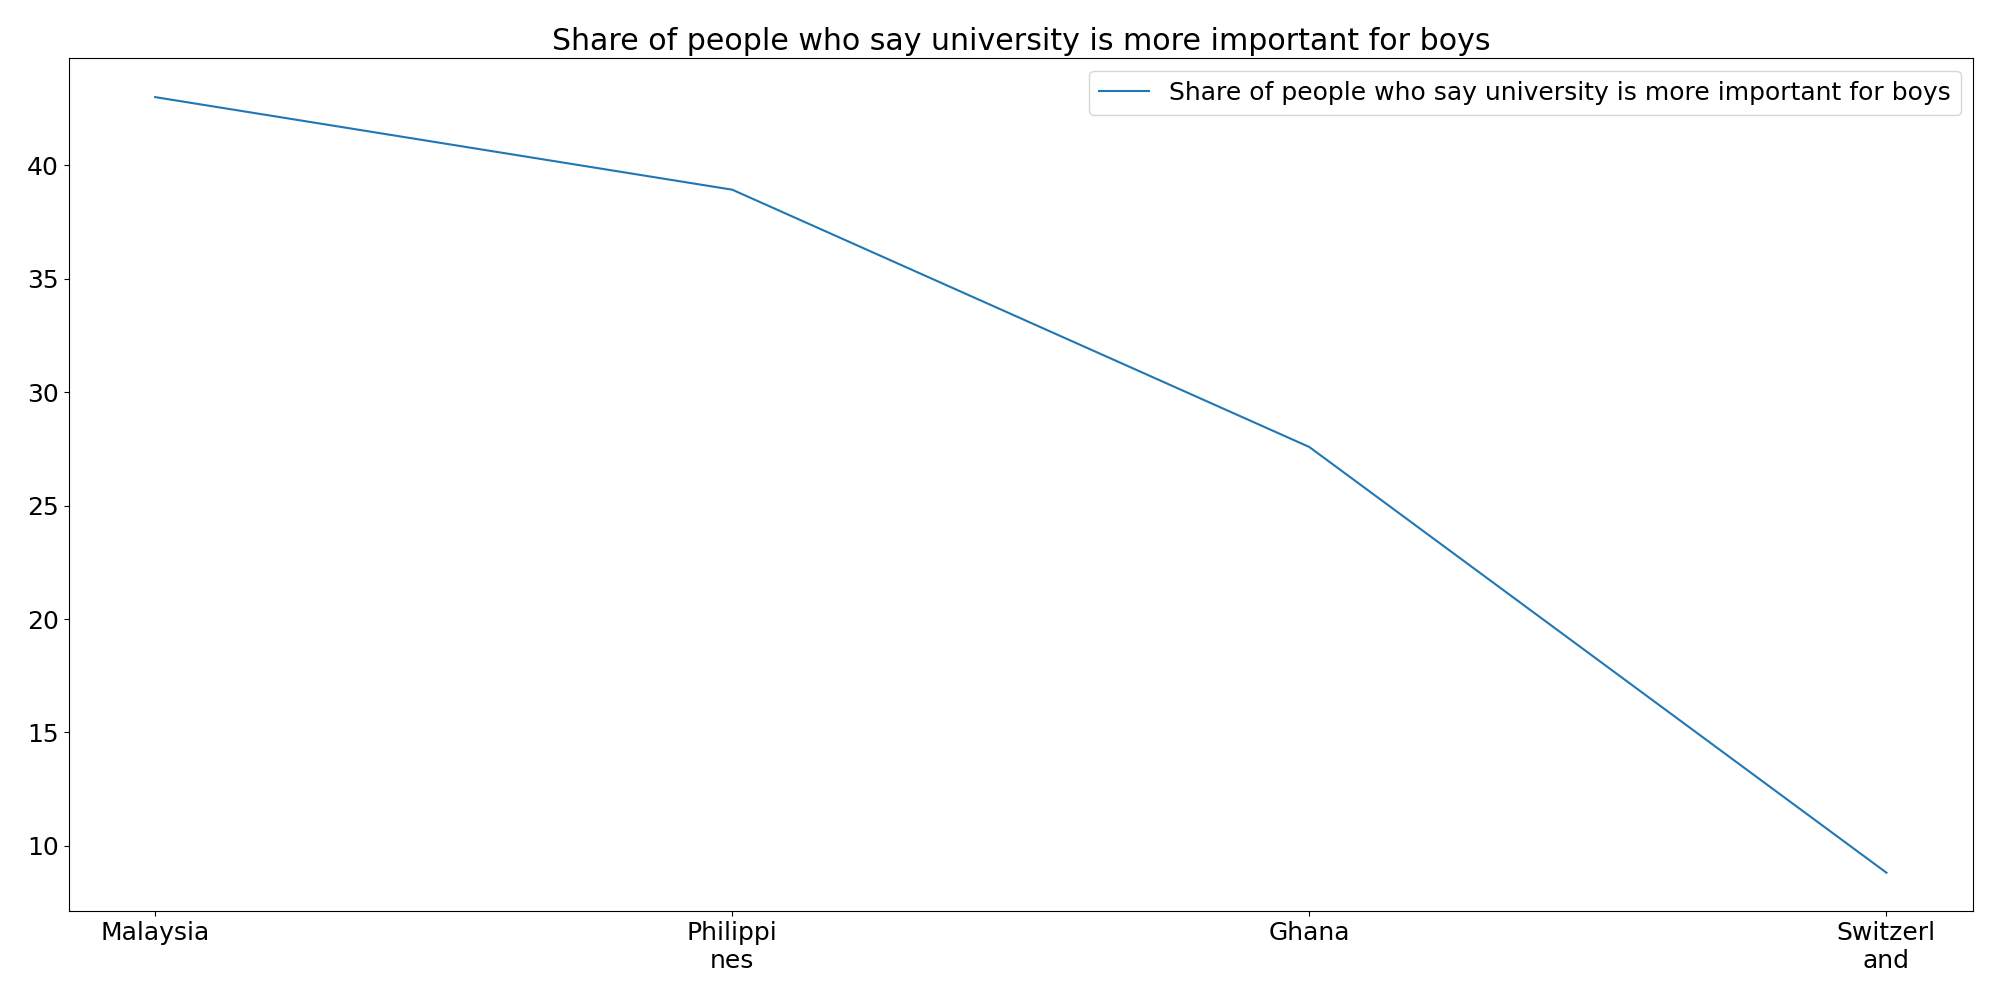 Share of people who say university is more important for boys
Share of people who say university is more important for boys
40
35
30
25
20
15
10
Malaysia
Philippi
nes
Ghana
Switzerl
and